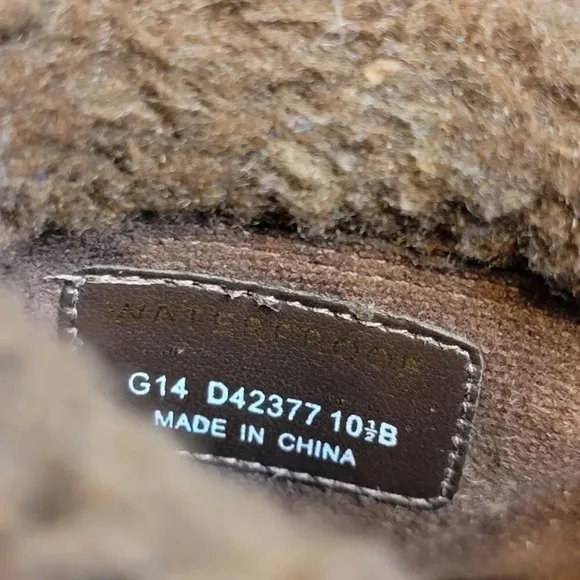 WATERPROOF
G14 D42377 10½B
MADE IN CHINA